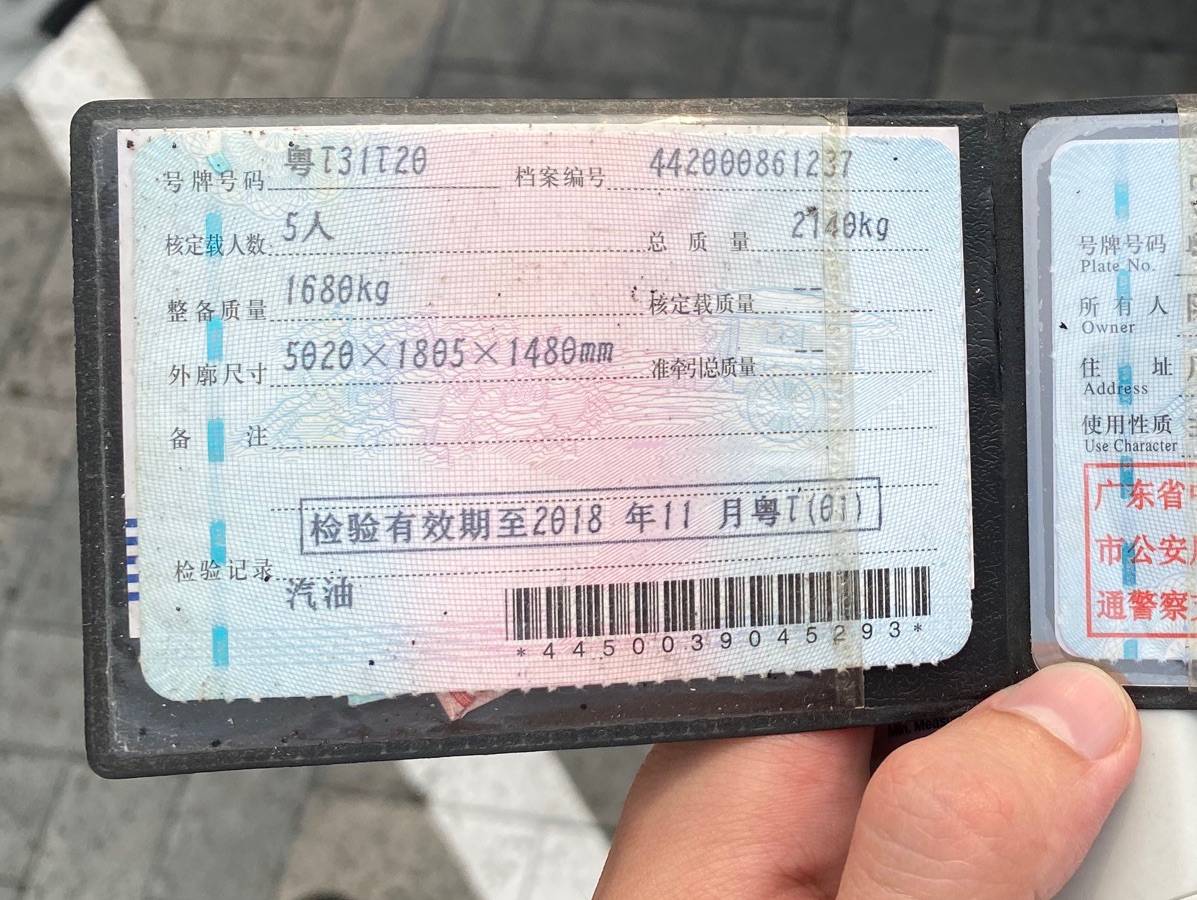 号牌号码 粤T31T20 档案编号 442000861237
核定载人数 5人 总质量 2140kg
整备质量 1680kg 核定载质量 --
外廓尺寸 5020×1805×1480mm 准牵引总质量 --
备注
检验有效期至2018年11月粤T(01)
检验记录
汽油
*4450039045293*
号牌号码
Plate No.
所有人
Owner
住址
Address
使用性质
Use Character
广东省
市公安
通警察